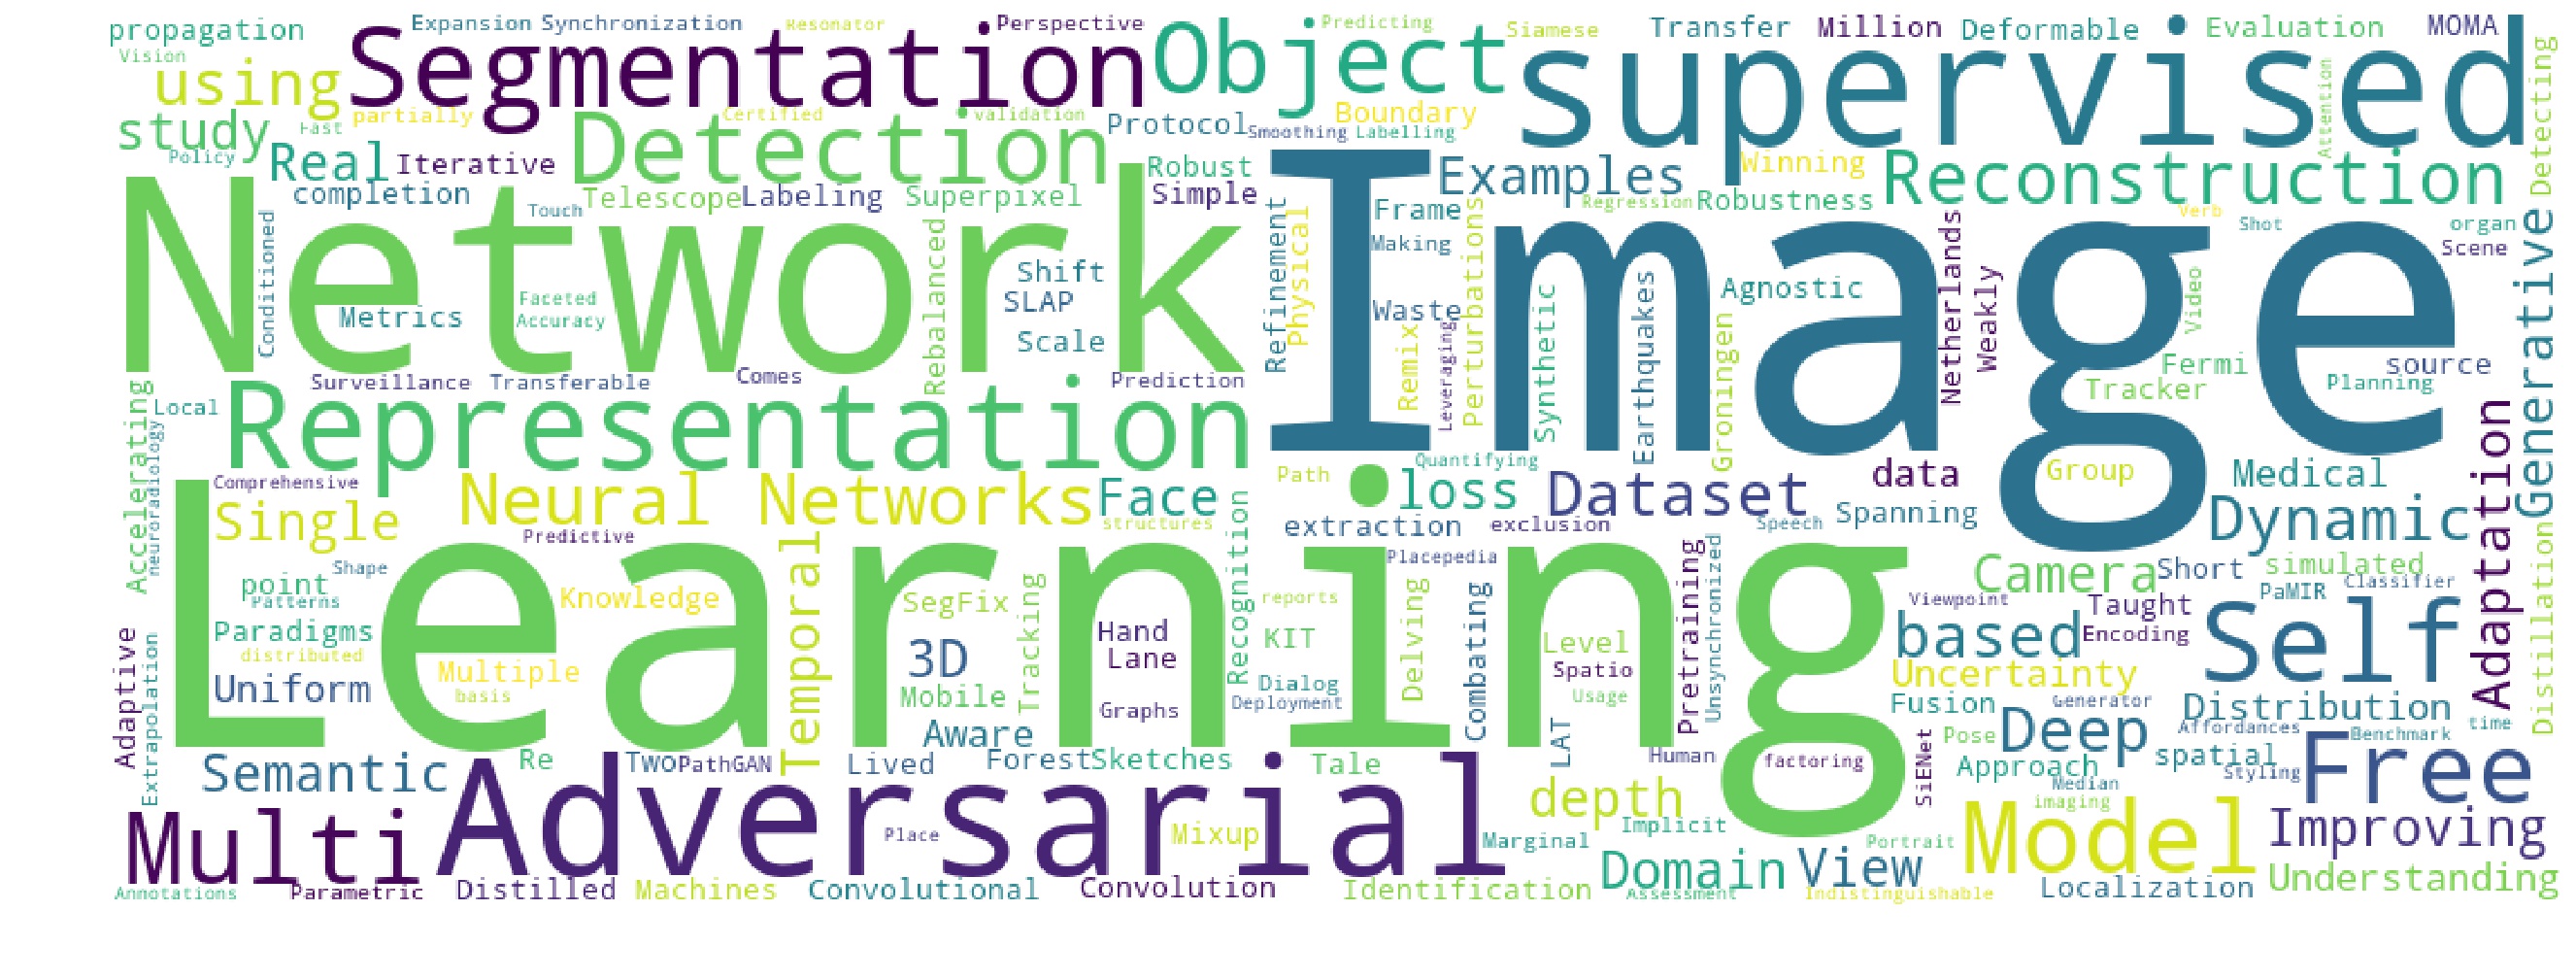 propagation Expansion Synchronization Resonator Perspective Predicting Siamese Transfer Million Deformable Evaluation MOMA
Vision
using Segmentation Object supervised Detecting
study partially Certified validation Protocol Smoothing Boundary Labelling Attention
Fast
Policy Real Iterative Detection Robust Examples Winning Reconstruction
completion Touch Telescope Labeling Superpixel Simple Frame Regression Robustness Verb Shot organ
Network Image
Conditioned Metrics Faceted Accuracy Rebalanced Shift SLAP Scale
Refinement Physical Making Waste Perturbations Remix Leveraging Synthetic Earthquakes Agnostic Groningen Netherlands Weakly Video Scene Generative
Surveillance Transferable Comes Prediction Tracker Fermi source Planning
Accelerating Local Representation
neuroradiology Comprehensive Path Quantifying Group Medical
Single Neural Networks Face loss Dataset data Adaptation
structures extraction exclusion Speech Spanning Dynamic
Predictive Recognition Placepedia Unsynchronized Pretraining Distillation
Learning
Shape point Patterns Knowledge Temporal SegFix Tracking reports Delving Combating Camera Short simulated Classifier
Paradigms distributed Multiple 3D Hand Lane KIT Level Spatio Viewpoint Taught PaMIR Encoding Self
Adaptive Extrapolation Uniform basis Mobile Graphs Dialog Deployment Usage based Uncertainty
Aware LAT Fusion Generator Distribution Affordances time
Semantic Re Two PathGAN Lived Forest Sketches Tale Human factoring SiENet Pose Deep spatial Benchmark
Approach Median Styling Free
Multi Adversarial depth imaging Model Improving
Place Mixup Marginal Implicit Portrait
Domain View
Annotations Parametric Distilled Machines Convolutional Convolution Identification Assessment Indistinguishable Localization Understanding